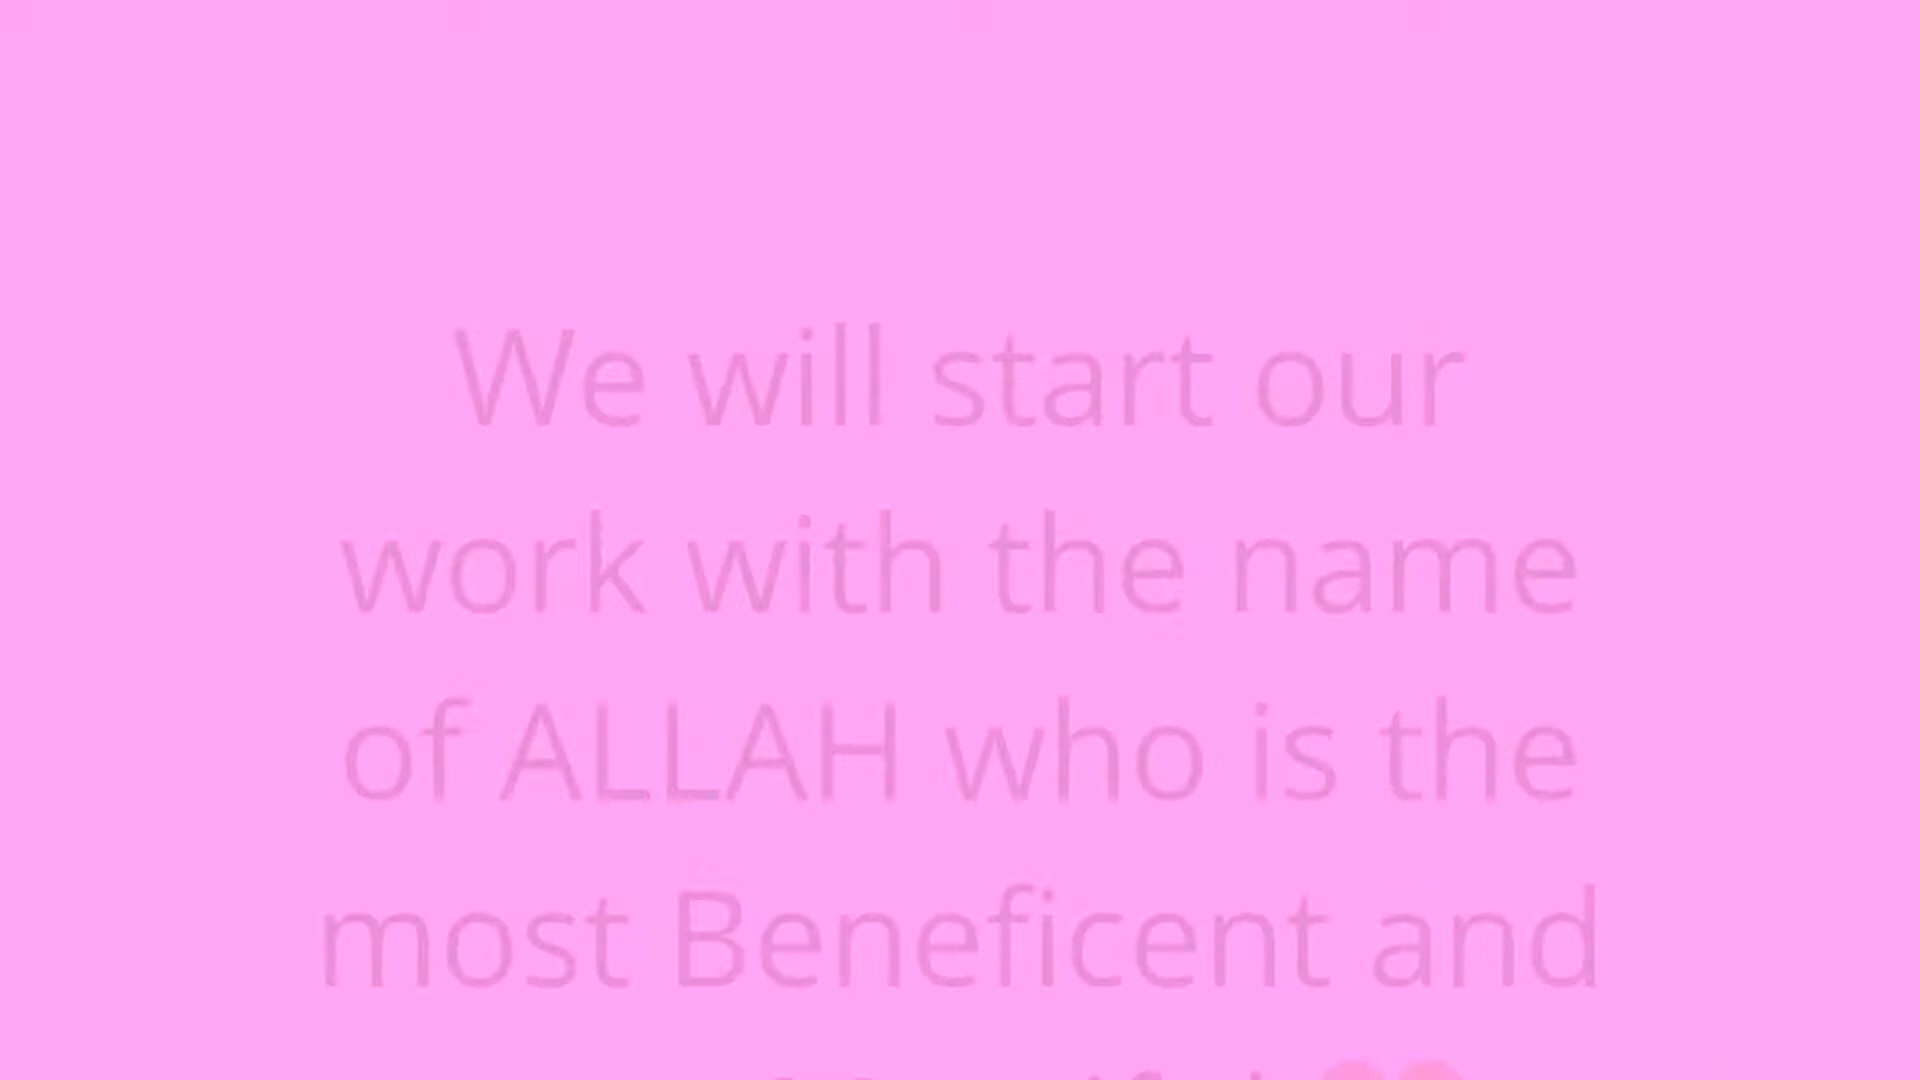 We will start our
work with the name
of ALLAH who is the
most Beneficent and